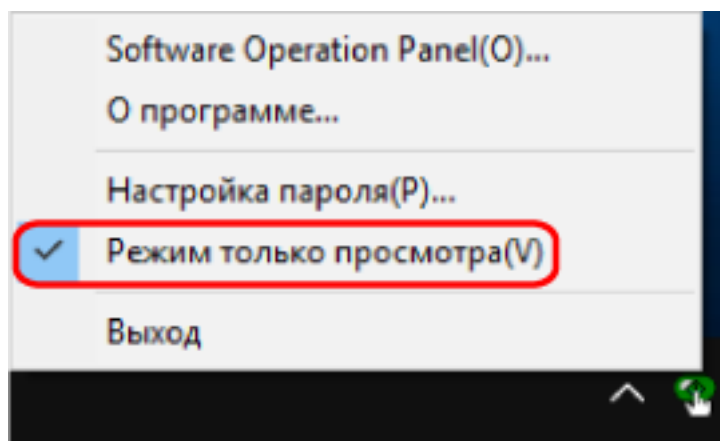 Software Operation Panel(O)...
О программе...
Настройка пароля(P)...
Режим только просмотра(V)
Выход